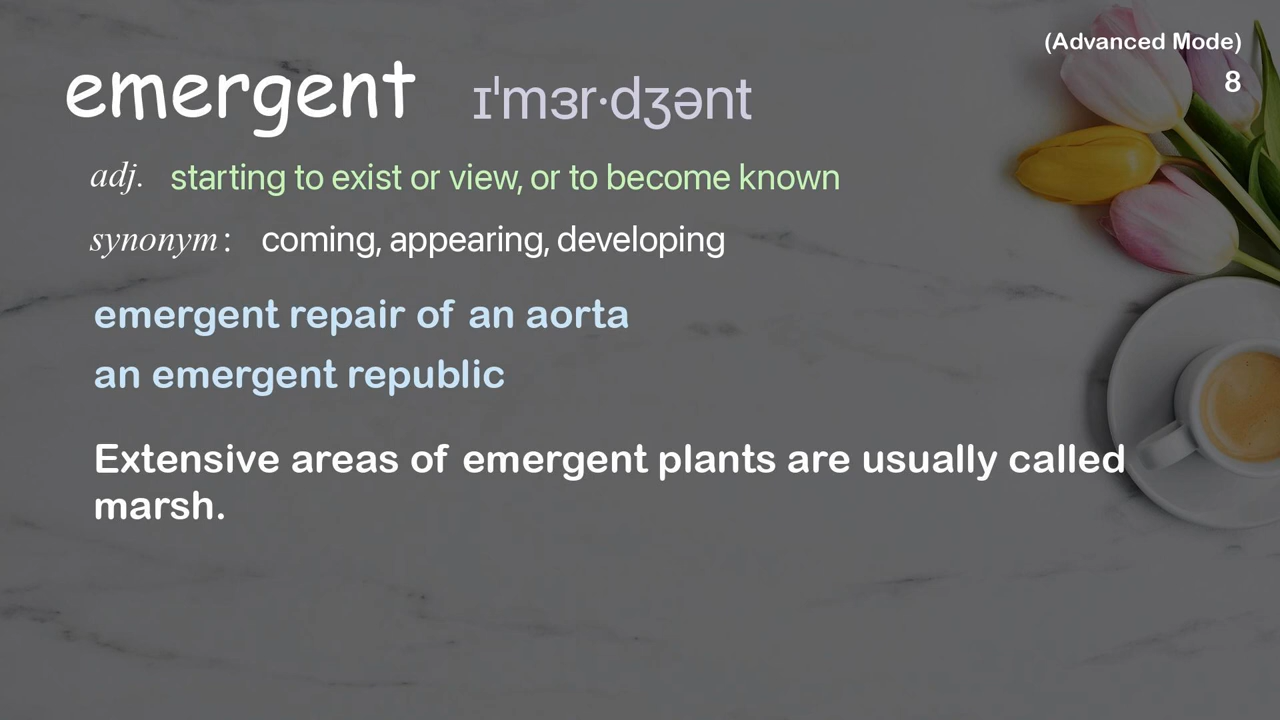 (Advanced Mode)
8
emergent ɪˈmɜr·dʒənt
adj. starting to exist or view, or to become known
synonym: coming, appearing, developing
emergent repair of an aorta
an emergent republic
Extensive areas of emergent plants are usually called
marsh.